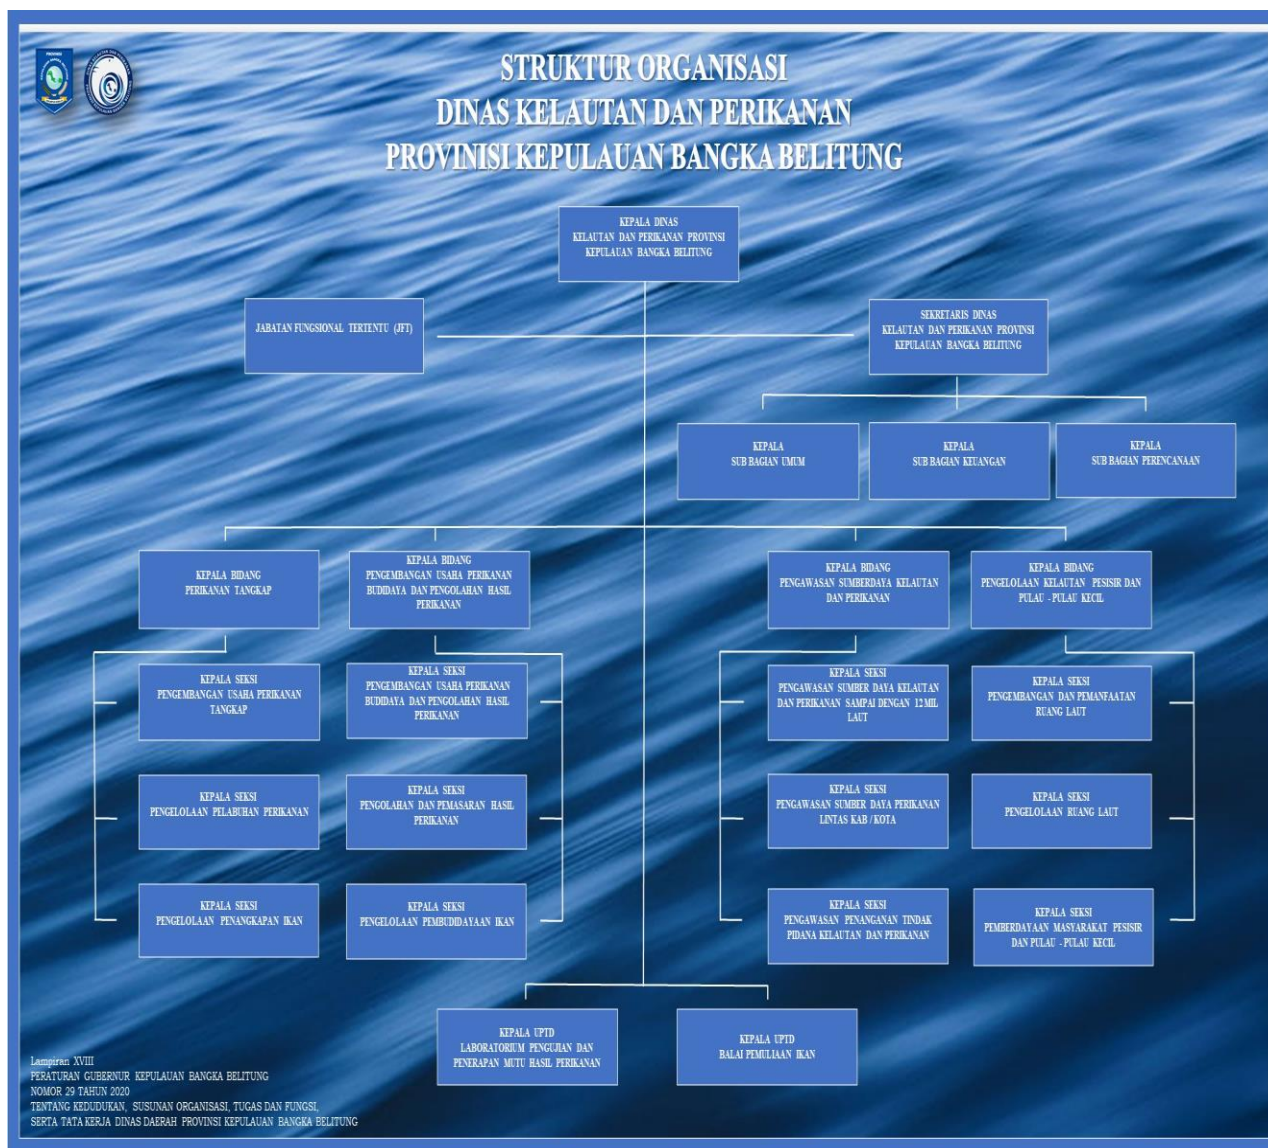 STRUKTUR ORGANISASI
DINAS KELAUTAN DAN PERIKANAN
PROVINISI KEPULAUAN BANGKA BELITUNG
KEPALA DINAS
KELAUTAN DAN PERIKANAN PROVINSI
KEPULAUAN BANGKA BELITUNG
JABATAN FUNGSIONAL TERTENTU (JFT)
SEKRETARIS DINAS
KELAUTAN DAN PERIKANAN PROVINSI
KEPULAUAN BANGKA BELITUNG
KEPALA
SUB BAGIAN UMUM
KEPALA
SUB BAGIAN KEUANGAN
KEPALA
SUB BAGIAN PERENCANAAN
KEPALA BIDANG
PERIKANAN TANGKAP
KEPALA BIDANG
PENGEMBANGAN USAHA PERIKANAN
BUDIDAYA DAN PENGOLAHAN HASIL
PERIKANAN
KEPALA BIDANG
PENGAWASAN SUMBERDAYA KELAUTAN
DAN PERIKANAN
KEPALA BIDANG
PENGELOLAAN KELAUTAN PESISIR DAN
PULAU - PULAU KECIL
KEPALA SEKSI
PENGEMBANGAN USAHA PERIKANAN
TANGKAP
KEPALA SEKSI
PENGEMBANGAN USAHA PERIKANAN
BUDIDAYA DAN PENGOLAHAN HASIL
PERIKANAN
KEPALA SEKSI
PENGAWASAN SUMBER DAYA KELAUTAN
DAN PERIKANAN SAMPAI DENGAN 12 MIL
LAUT
KEPALA SEKSI
PENGEMBANGAN DAN PEMANFAATAN
RUANG LAUT
KEPALA SEKSI
PENGELOLAAN PELABUHAN PERIKANAN
KEPALA SEKSI
PENGOLAHAN DAN PEMASARAN HASIL
PERIKANAN
KEPALA SEKSI
PENGAWASAN SUMBER DAYA PERIKANAN
LINTAS KAB / KOTA
KEPALA SEKSI
PENGELOLAAN RUANG LAUT
KEPALA SEKSI
PENGELOLAAN PENANGKAPAN IKAN
KEPALA SEKSI
PENGELOLAAN PEMBUDIDAYAAN IKAN
KEPALA SEKSI
PENGAWASAN PENANGANAN TINDAK
PIDANA KELAUTAN DAN PERIKANAN
KEPALA SEKSI
PEMBERDAYAAN MASYARAKAT PESISIR
DAN PULAU - PULAU KECIL
KEPALA UPTD
LABORATORIUM PENGUJIAN DAN
PENERAPAN MUTU HASIL PERIKANAN
KEPALA UPTD
BALAI PEMULIAAN IKAN
Lampiran XVIII
PERATURAN GUBERNUR KEPULAUAN BANGKA BELITUNG
NOMOR 29 TAHUN 2020
TENTANG KEDUDUKAN, SUSUNAN ORGANISASI, TUGAS DAN FUNGSI,
SERTA TATA KERJA DINAS DAERAH PROVINSI KEPULAUAN BANGKA BELITUNG